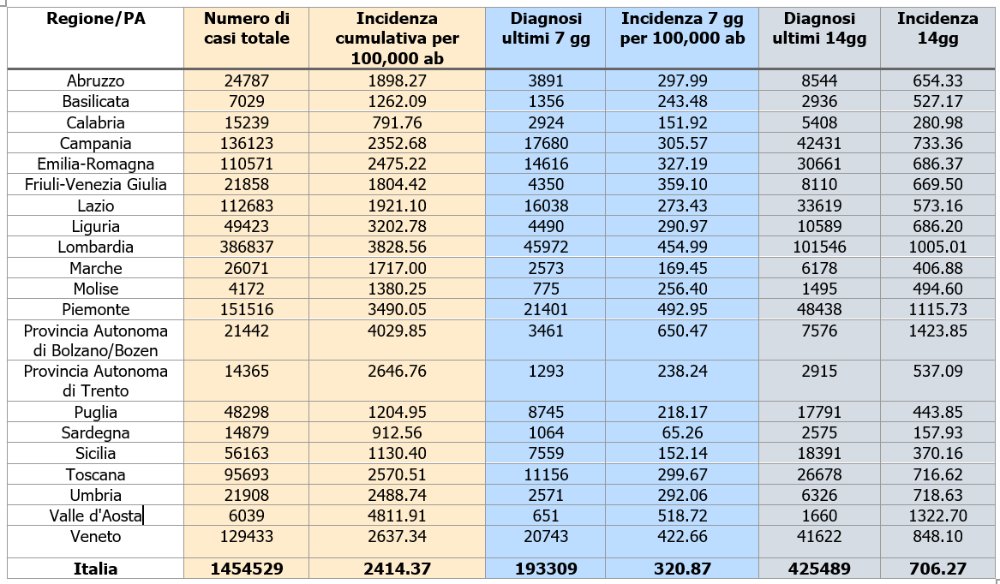 Regione/PA Numero di casi totale Incidenza cumulativa per 100,000 ab Diagnosi ultimi 7 gg Incidenza 7 gg per 100,000 ab Diagnosi ultimi 14gg Incidenza 14gg
Abruzzo 24787 1898.27 3891 297.99 8544 654.33
Basilicata 7029 1262.09 1356 243.48 2936 527.17
Calabria 15239 791.76 2924 151.92 5408 280.98
Campania 136123 2352.68 17680 305.57 42431 733.36
Emilia-Romagna 110571 2475.22 14616 327.19 30661 686.37
Friuli-Venezia Giulia 21858 1804.42 4350 359.10 8110 669.50
Lazio 112683 1921.10 16038 273.43 33619 573.16
Liguria 49423 3202.78 4490 290.97 10589 686.20
Lombardia 386837 3828.56 45972 454.99 101546 1005.01
Marche 26071 1717.00 2573 169.45 6178 406.88
Molise 4172 1380.25 775 256.40 1495 494.60
Piemonte 151516 3490.05 21401 492.95 48438 1115.73
Provincia Autonoma di Bolzano/Bozen 21442 4029.85 3461 650.47 7576 1423.85
Provincia Autonoma di Trento 14365 2646.76 1293 238.24 2915 537.09
Puglia 48298 1204.95 8745 218.17 17791 443.85
Sardegna 14879 912.56 1064 65.26 2575 157.93
Sicilia 56163 1130.40 7559 152.14 18391 370.16
Toscana 95693 2570.51 11156 299.67 26678 716.62
Umbria 21908 2488.74 2571 292.06 6326 718.63
Valle d'Aosta 6039 4811.91 651 518.72 1660 1322.70
Veneto 129433 2637.34 20743 422.66 41622 848.10
Italia 1454529 2414.37 193309 320.87 425489 706.27